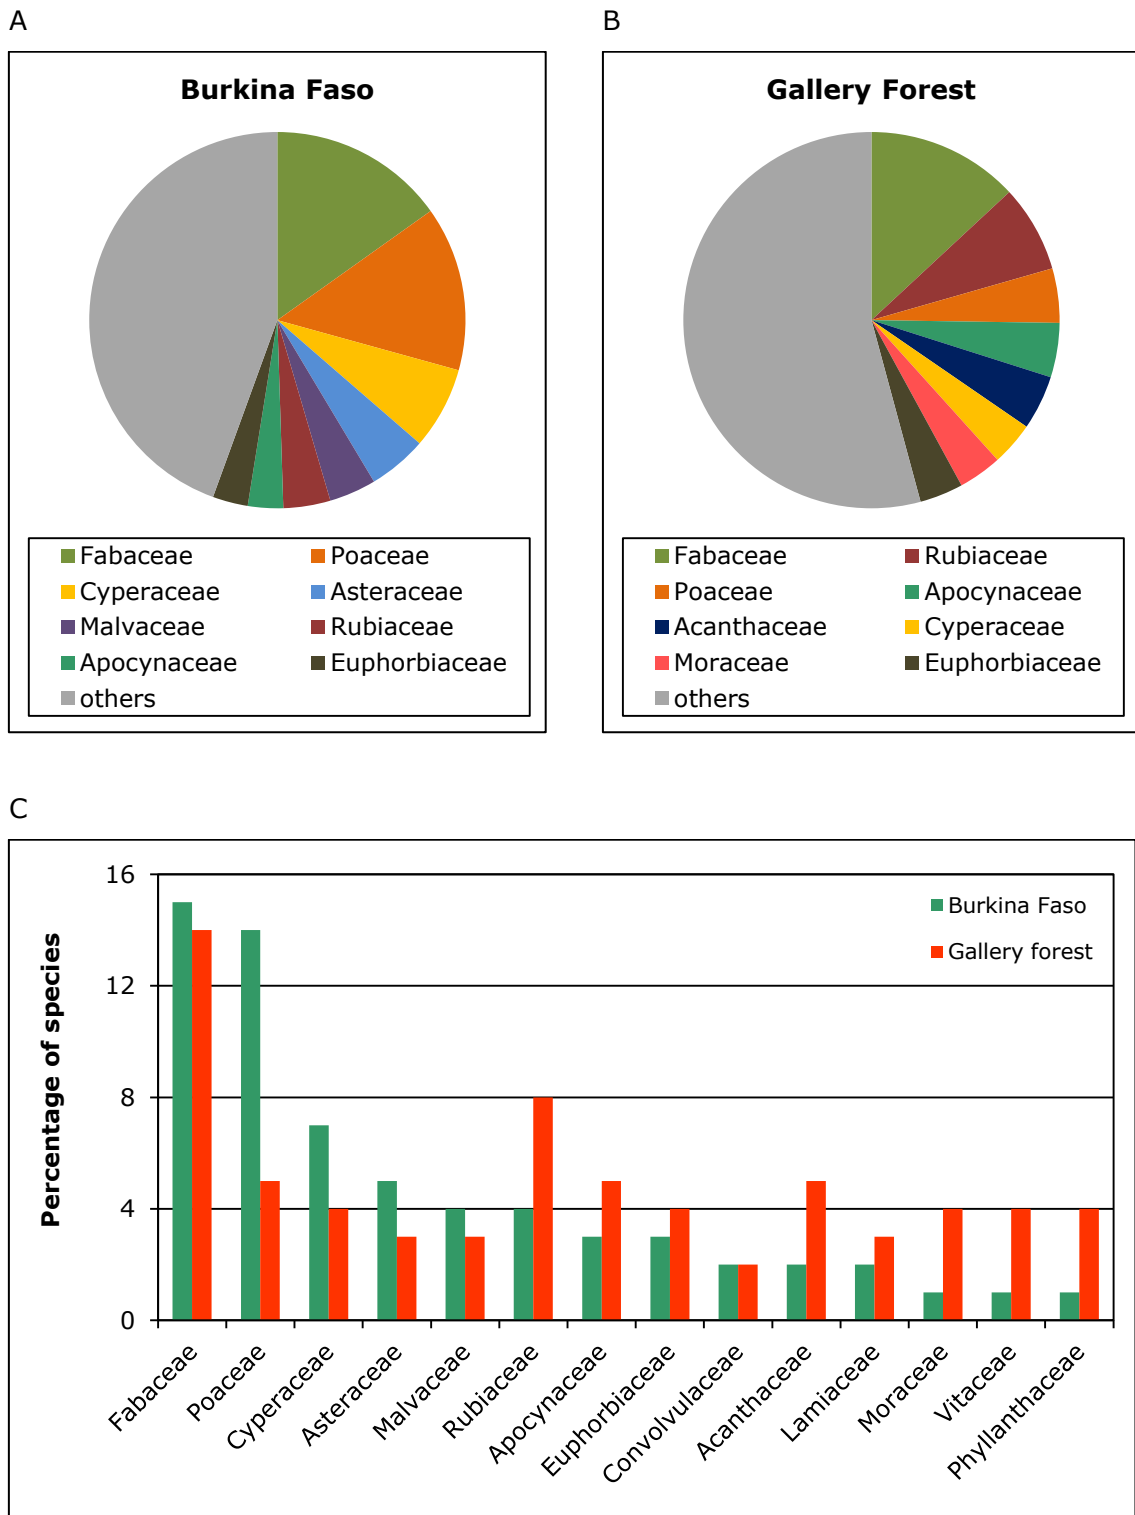 A
B
Burkina Faso
Fabaceae Poaceae
Cyperaceae Asteraceae
Malvaceae Rubiaceae
Apocynaceae Euphorbiaceae
others
Gallery Forest
Fabaceae Rubiaceae
Poaceae Apocynaceae
Acanthaceae Cyperaceae
Moraceae Euphorbiaceae
others
C
Percentage of species
16
12
8
4
0
Burkina Faso
Gallery forest
Fabaceae
Poaceae
Cyperaceae
Asteraceae
Malvaceae
Rubiaceae
Apocynaceae
Euphorbiaceae
Convolvulaceae
Acanthaceae
Lamiaceae
Moraceae
Vitaceae
Phyllanthaceae